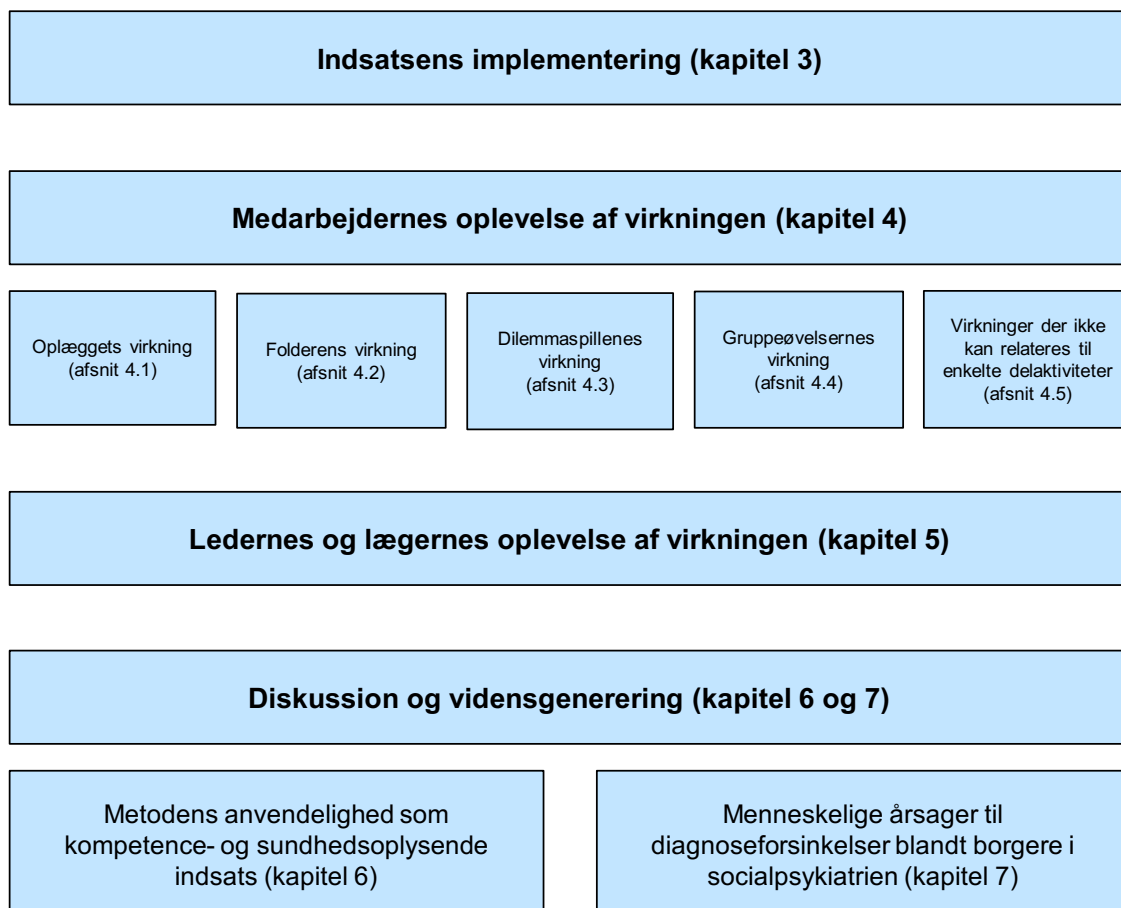 Indsatsens implementering (kapitel 3)
Medarbejdernes oplevelse af virkningen (kapitel 4)
Oplæggets virkning
(afsnit 4.1)
Folderens virkning
(afsnit 4.2)
Dilemmaspillenes
virkning
(afsnit 4.3)
Gruppeøvelsernes
virkning
(afsnit 4.4)
Virkninger der ikke
kan relateres til
enkelte delaktiviteter
(afsnit 4.5)
Ledernes og lægernes oplevelse af virkningen (kapitel 5)
Diskussion og vidensgenerering (kapitel 6 og 7)
Metodens anvendelighed som
kompetence- og sundhedsoplysende
indsats (kapitel 6)
Menneskelige årsager til
diagnoseforsinkelser blandt borgere i
socialpsykiatrien (kapitel 7)